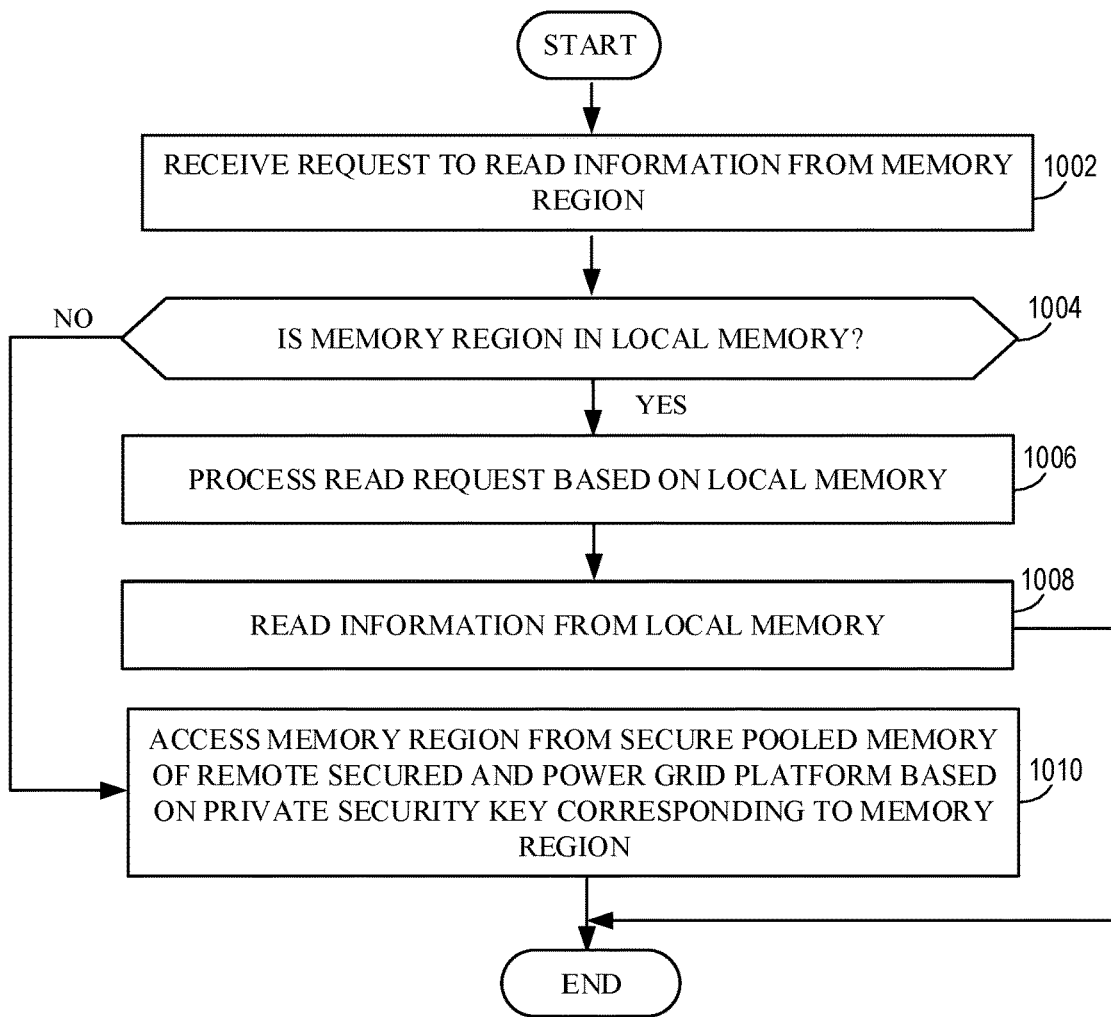 START
RECEIVE REQUEST TO READ INFORMATION FROM MEMORY
REGION
1002
IS MEMORY REGION IN LOCAL MEMORY?
1004
NO
YES
PROCESS READ REQUEST BASED ON LOCAL MEMORY
1006
READ INFORMATION FROM LOCAL MEMORY
1008
ACCESS MEMORY REGION FROM SECURE POOLED MEMORY
OF REMOTE SECURED AND POWER GRID PLATFORM BASED
ON PRIVATE SECURITY KEY CORRESPONDING TO MEMORY
REGION
1010
END